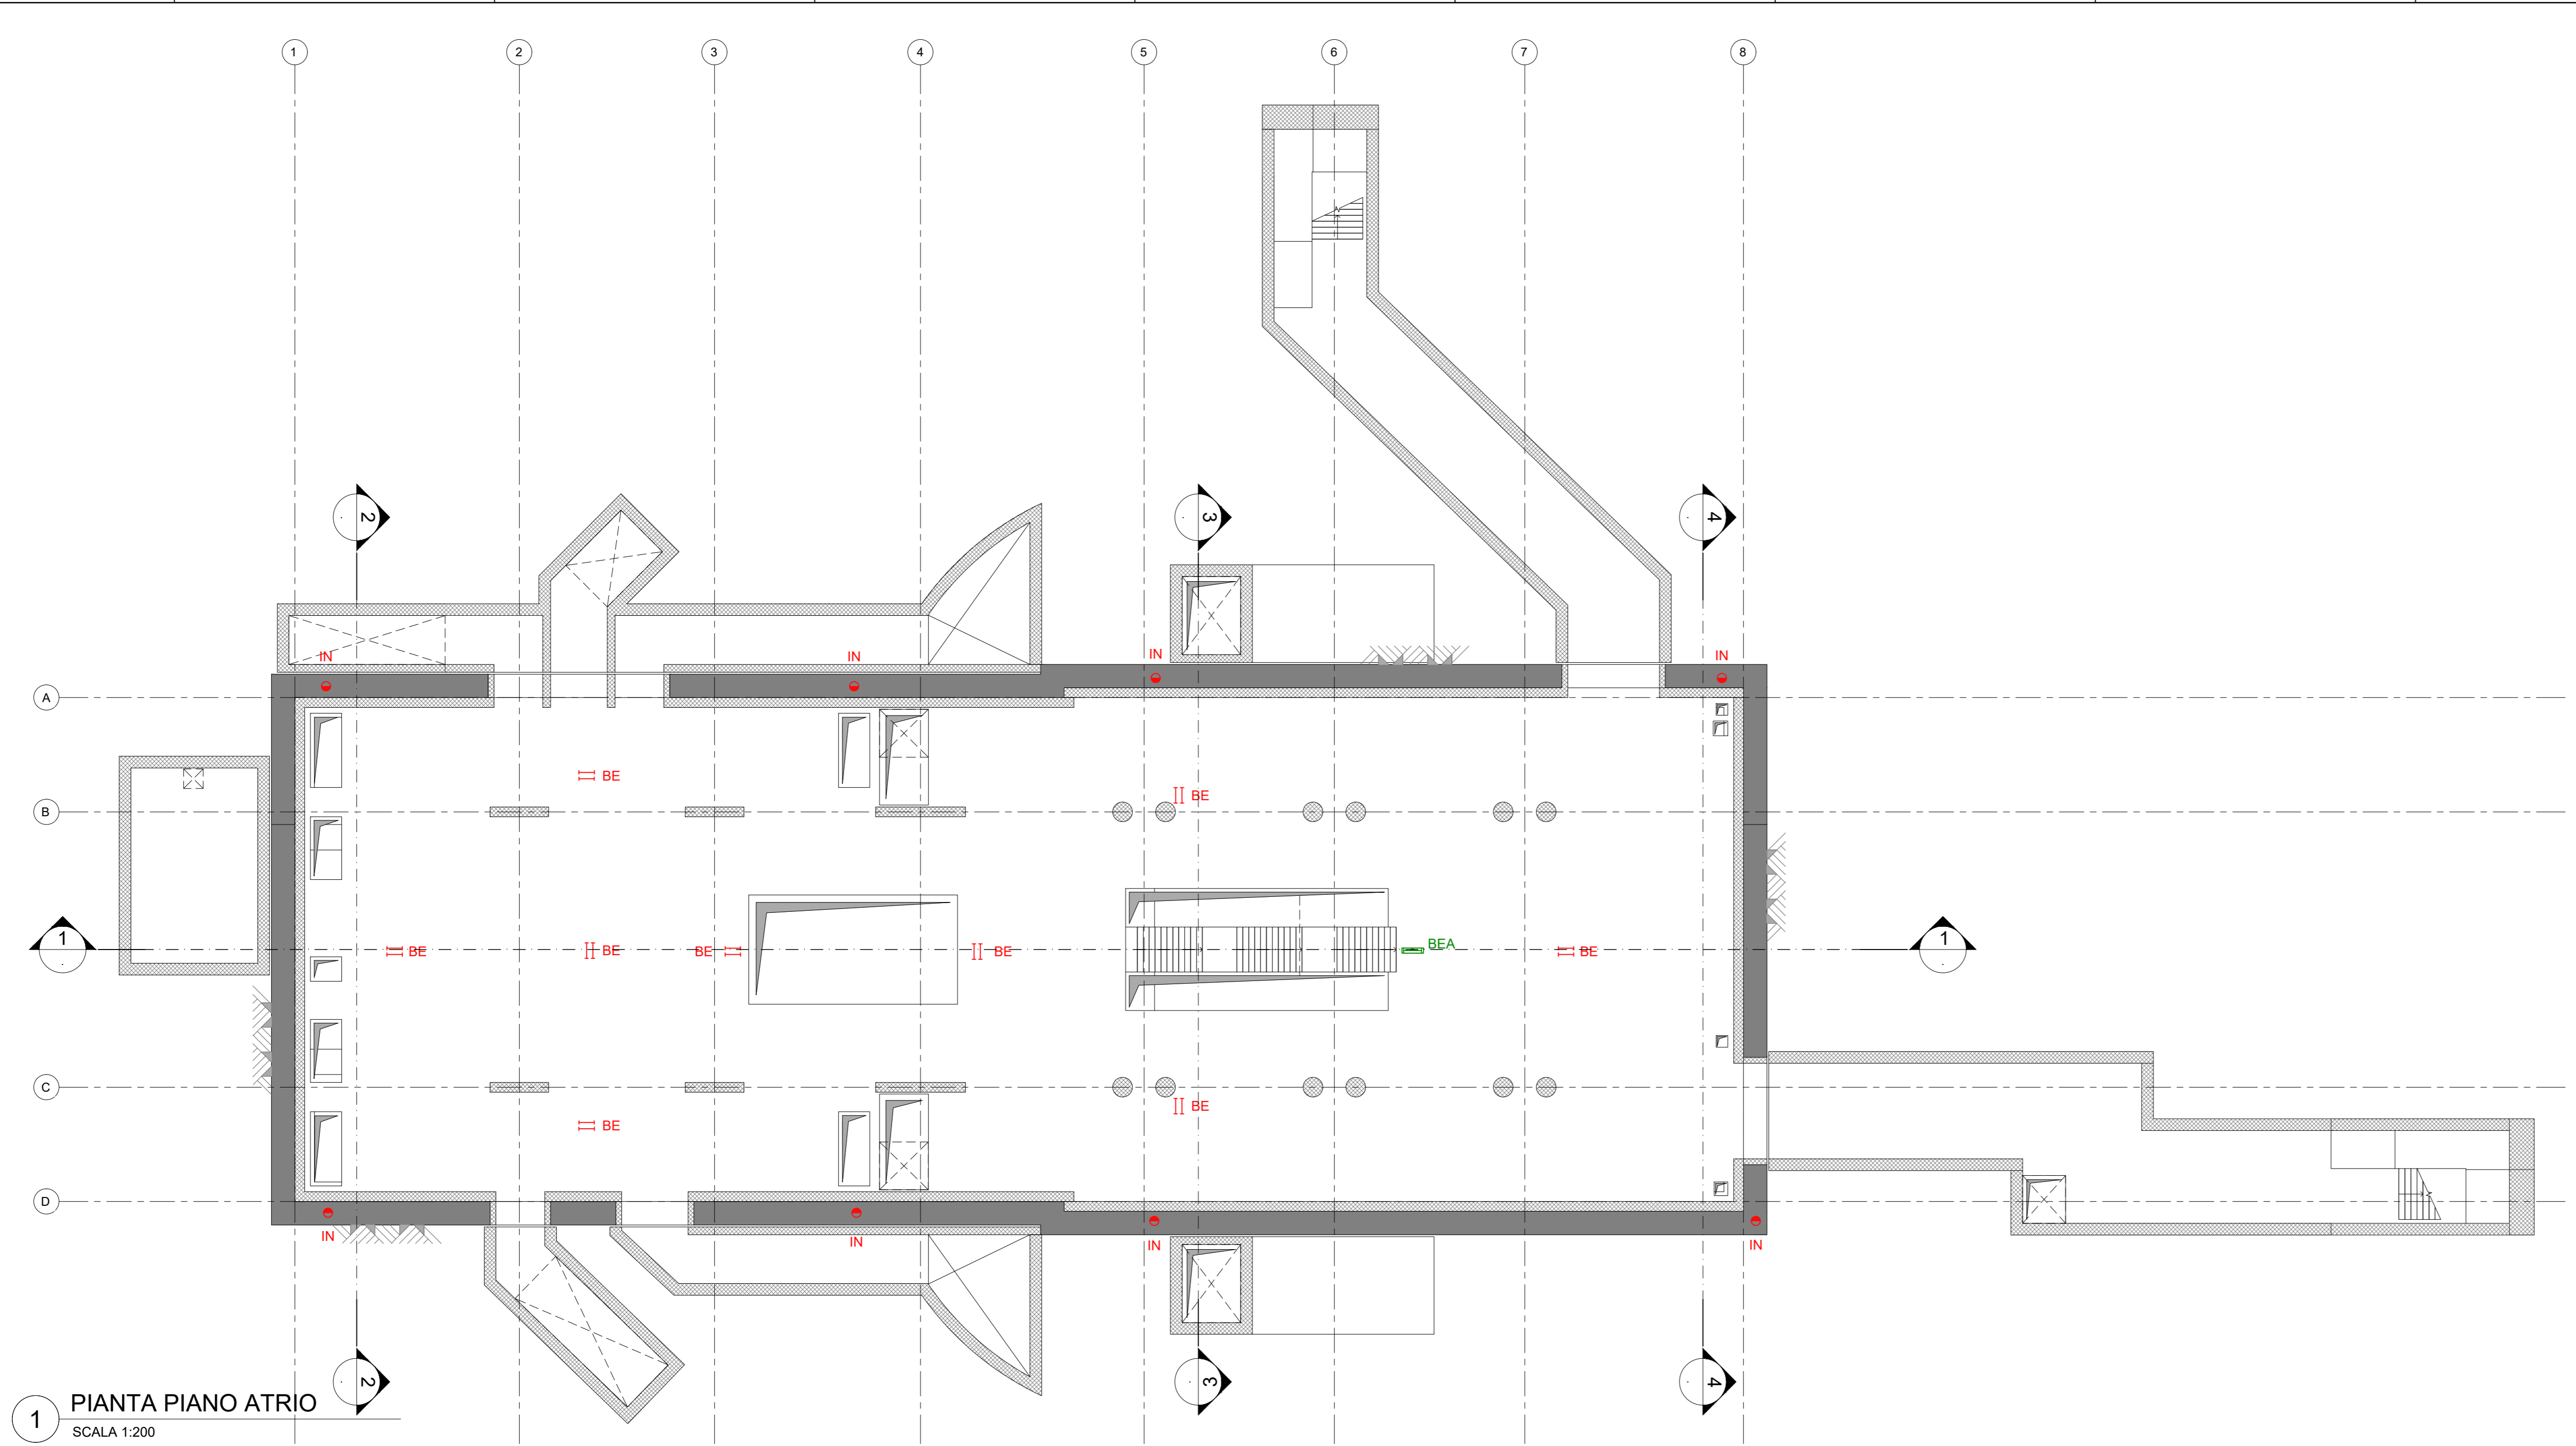 1 2 3 4 5 6 7 8
2 3 4
IN IN IN IN
A
BE
BE
B
1 BE BE BE BE BEA BE 1
C
BE
BE
D
IN IN IN IN
2 3 4
1 PIANTA PIANO ATRIO
SCALA 1:200